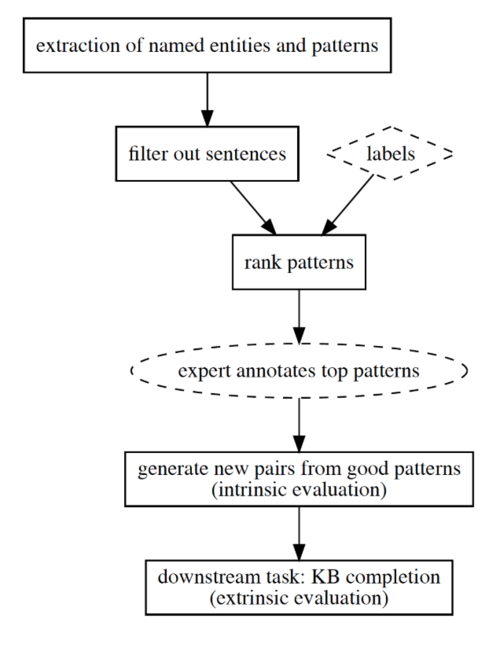 extraction of named entities and patterns
filter out sentences
labels
rank patterns
expert annotates top patterns
generate new pairs from good patterns
(intrinsic evaluation)
downstream task: KB completion
(extrinsic evaluation)